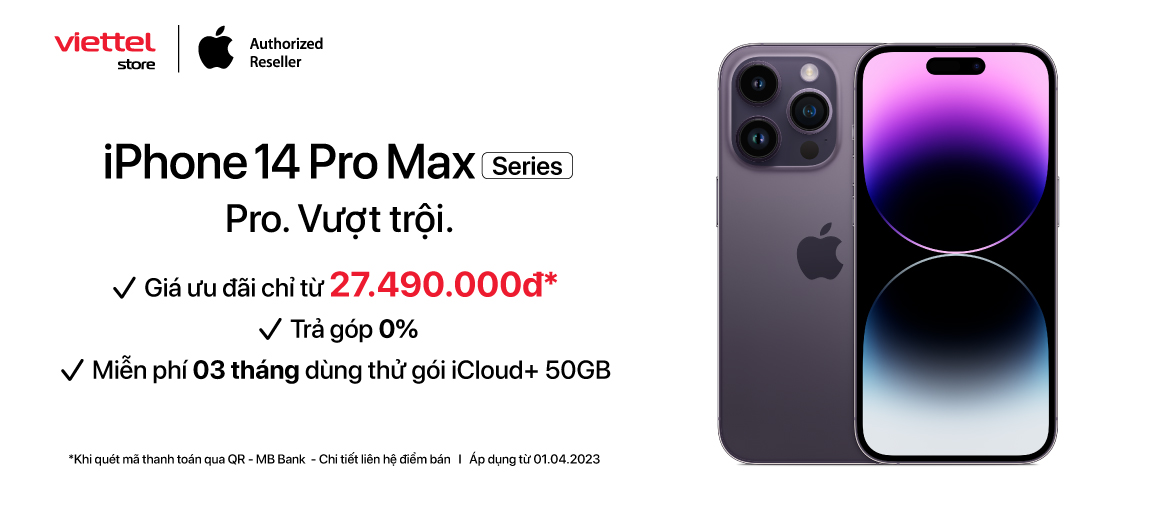 viettel
store
Authorized
Reseller
iPhone 14 Pro Max Series
Pro. Vượt trội.
✓ Giá ưu đãi chỉ từ 27.490.000đ*
✓ Trả góp 0%
✓ Miễn phí 03 tháng dùng thử gói iCloud+ 50GB
*Khi quét mã thanh toán qua QR - MB Bank - Chi tiết liên hệ điểm bán I Áp dụng từ 01.04.2023